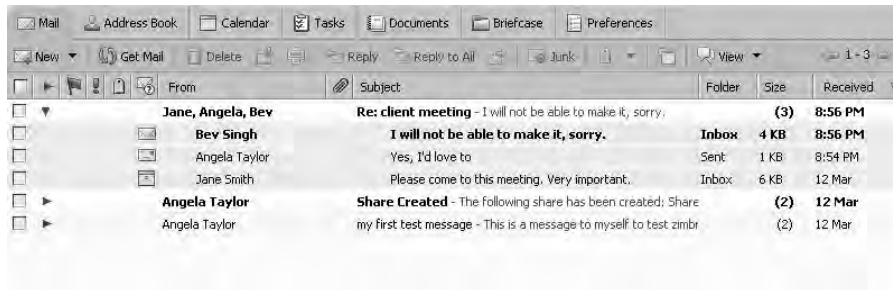 Mail Address Book Calendar Tasks Documents Briefcase Preferences
New Get Mail Delete Reply Reply to All Junk View 1 - 3
From Subject Folder Size Received
Jane, Angela, Bev Re: client meeting - I will not be able to make it, sorry. (3) 8:56 PM
Bev Singh I will not be able to make it, sorry. Inbox 4 KB 8:56 PM
Angela Taylor Yes, I'd love to Sent 1 KB 8:54 PM
Jane Smith Please come to this meeting. Very important. Inbox 6 KB 12 Mar
Angela Taylor Share Created - The following share has been created: Share (2) 12 Mar
Angela Taylor my first test message - This is a message to myself to test zimbr (2) 12 Mar